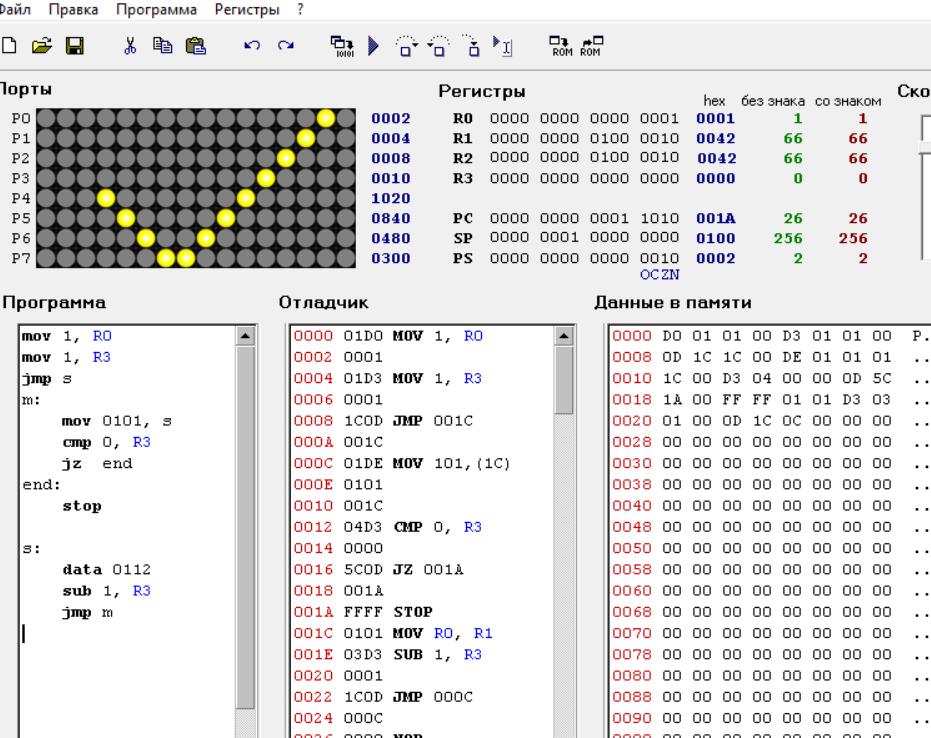 Файл Правка Программа Регистры ?
10101 ROM ROM
Порты Регистры hex без знака со знаком Ско
P0 0002 R0 0000 0000 0000 0001 0001 1 1
P1 0004 R1 0000 0000 0100 0010 0042 66 66
P2 0008 R2 0000 0000 0100 0010 0042 66 66
P3 0010 R3 0000 0000 0000 0000 0000 0 0
P4 1020
P5 0840 PC 0000 0000 0001 1010 001A 26 26
P6 0480 SP 0000 0001 0000 0000 0100 256 256
P7 0300 PS 0000 0000 0000 0010 0002 2 2
OCZN
Программа Отладчик Данные в памяти
mov 1, R0 0000 01D0 MOV 1, R0 0000 D0 01 01 00 D3 01 01 00 P.
mov 1, R3 0002 0001 0008 0D 1C 1C 00 DE 01 01 01 ..
jmp s 0004 01D3 MOV 1, R3 0010 1C 00 D3 04 00 00 0D 5C ..
m: 0006 0001 0018 1A 00 FF FF 01 01 D3 03 ..
mov 0101, s 0008 1C0D JMP 001C 0020 01 00 0D 1C 0C 00 00 00 ..
cmp 0, R3 000A 001C 0028 00 00 00 00 00 00 00 00 ..
jz end 000C 01DE MOV 101,(1C) 0030 00 00 00 00 00 00 00 00 ..
end: 000E 0101 0038 00 00 00 00 00 00 00 00 ..
stop 0010 001C 0040 00 00 00 00 00 00 00 00 ..
0012 04D3 CMP 0, R3 0048 00 00 00 00 00 00 00 00 ..
s: 0014 0000 0050 00 00 00 00 00 00 00 00 ..
data 0112 0016 5C0D JZ 001A 0058 00 00 00 00 00 00 00 00 ..
sub 1, R3 0018 001A 0060 00 00 00 00 00 00 00 00 ..
jmp m 001A FFFF STOP 0068 00 00 00 00 00 00 00 00 ..
001C 0101 MOV R0, R1 0070 00 00 00 00 00 00 00 00 ..
001E 03D3 SUB 1, R3 0078 00 00 00 00 00 00 00 00 ..
0020 0001 0080 00 00 00 00 00 00 00 00 ..
0022 1C0D JMP 000C 0088 00 00 00 00 00 00 00 00 ..
0024 000C 0090 00 00 00 00 00 00 00 00 ..
0026 0000 NOP 0098 00 00 00 00 00 00 00 00